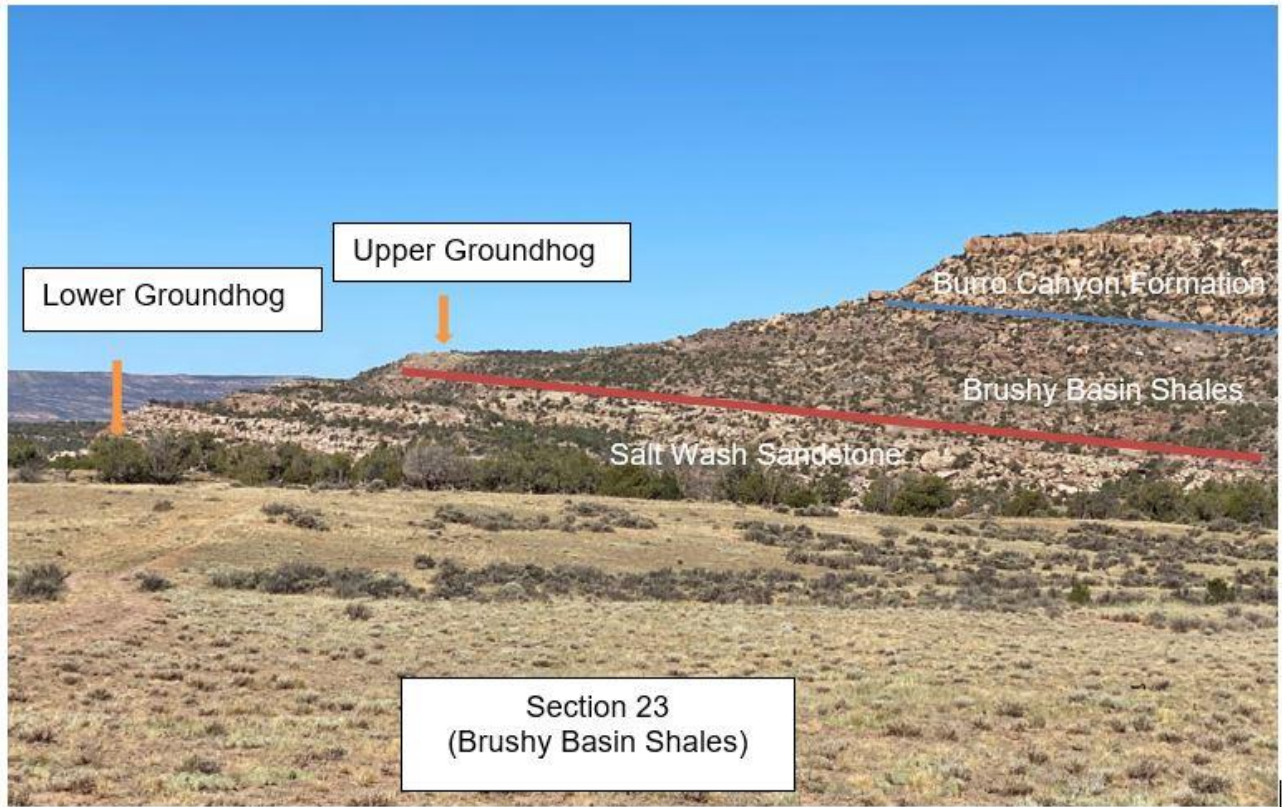 Upper Groundhog
Lower Groundhog
Burro Canyon Formation
Brushy Basin Shales
Salt Wash Sandstone
Section 23
(Brushy Basin Shales)